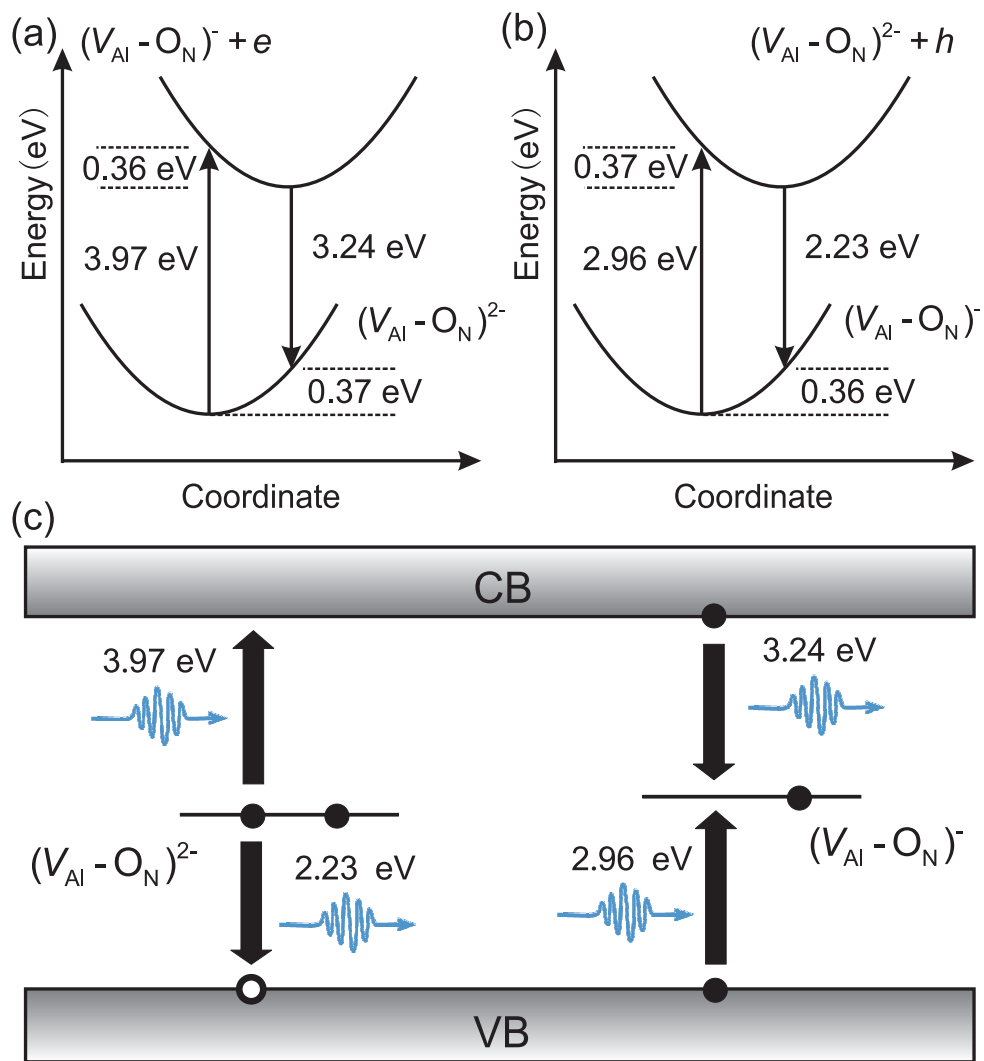 (a)
(V_Al - O_N)^- + e
Energy (eV)
0.36 eV
3.97 eV
3.24 eV
(V_Al - O_N)^2-
0.37 eV
Coordinate
(b)
(V_Al - O_N)^2- + h
Energy (eV)
0.37 eV
2.96 eV
2.23 eV
(V_Al - O_N)^-
0.36 eV
Coordinate
(c)
CB
3.97 eV
3.24 eV
(V_Al - O_N)^2-
2.23 eV
2.96 eV
(V_Al - O_N)^-
VB